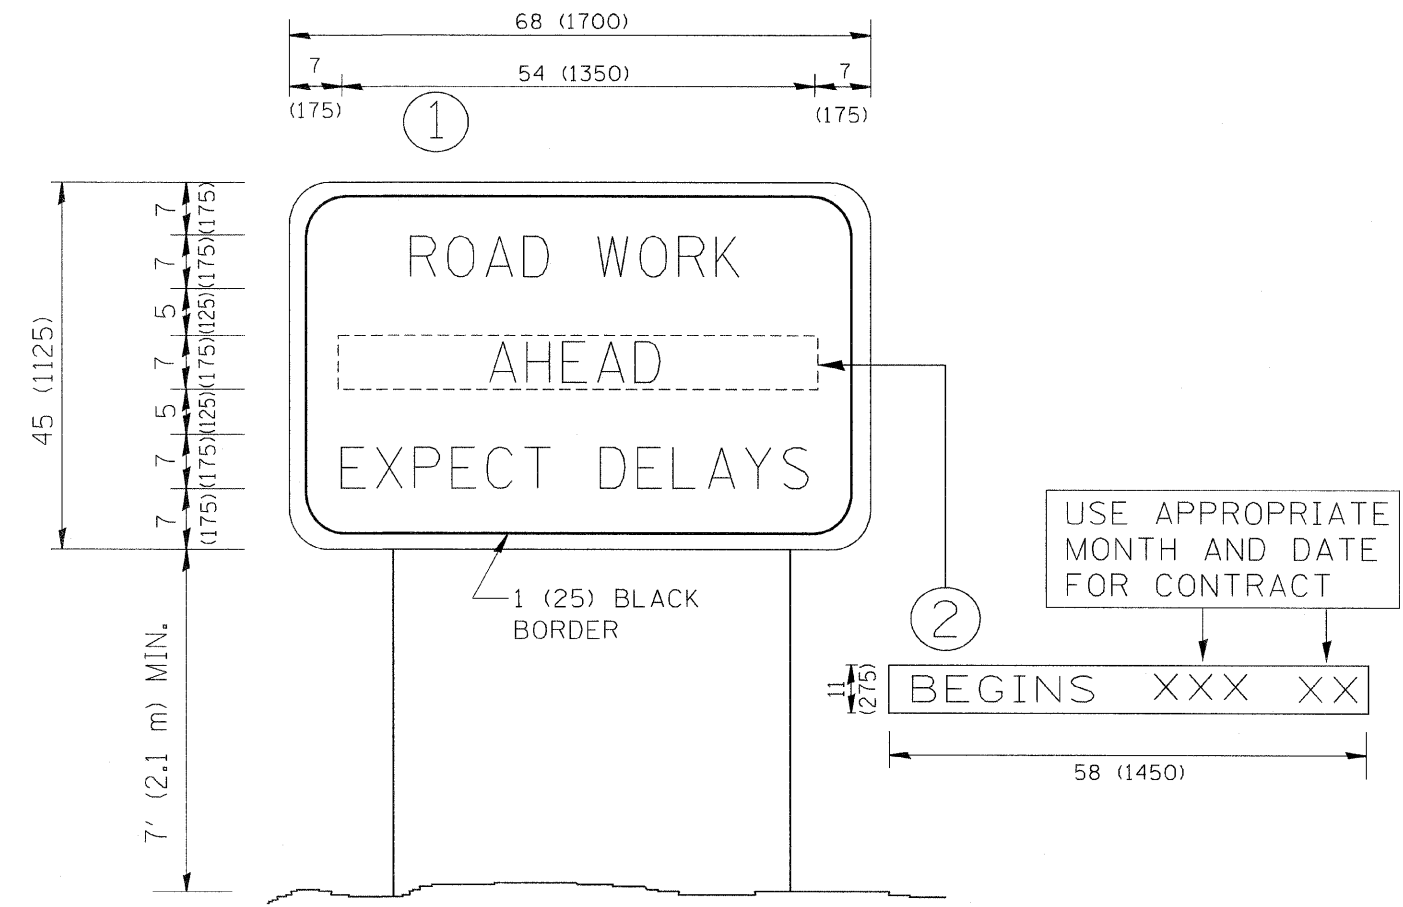 68 (1700)
7
54 (1350)
7
(175)
(175)
1
45 (1125)
7
(175)
7
(175)
5
(125)
7
(175)
5
(125)
7
(175)
7
(175)
ROAD WORK
AHEAD
EXPECT DELAYS
1 (25) BLACK
BORDER
7' (2.1 m) MIN.
USE APPROPRIATE
MONTH AND DATE
FOR CONTRACT
2
11
(275)
BEGINS XXX XX
58 (1450)